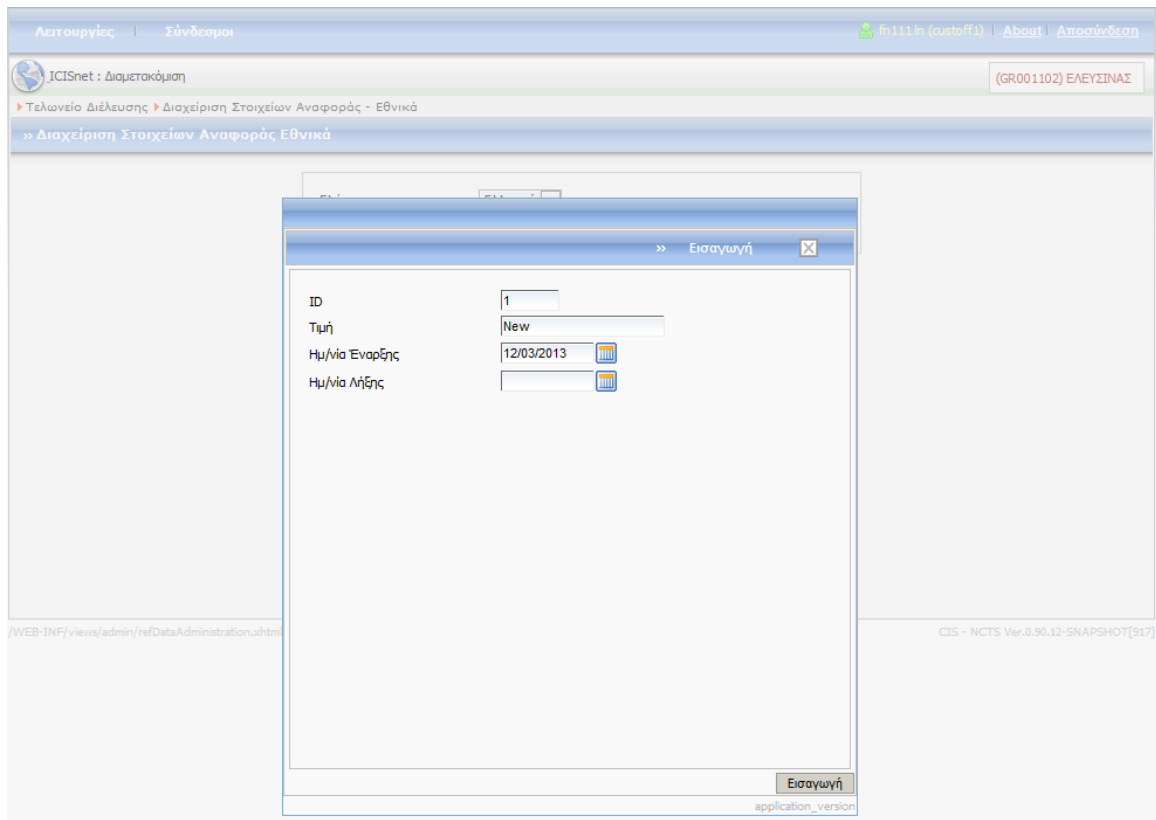 Λειτουργίες | Σύνδεσμοι
fn111 ln (custoff1) | About | Αποσύνδεση
ICISnet : Διαμετακόμιση
(GR001102) ΕΛΕΥΣΙΝΑΣ
Τελωνείο Διέλευσης Διαχείριση Στοιχείων Αναφοράς - Εθνικά
» Διαχείριση Στοιχείων Αναφοράς Εθνικά
» Εισαγωγή
ID 1
Τιμή New
Ημ/νία Έναρξης 12/03/2013
Ημ/νία Λήξης
/WEB-INF/views/admin/refDataAdministration.xhtml
CIS - NCTS Ver.0.90.12-SNAPSHOT[917]
Εισαγωγή
application_version